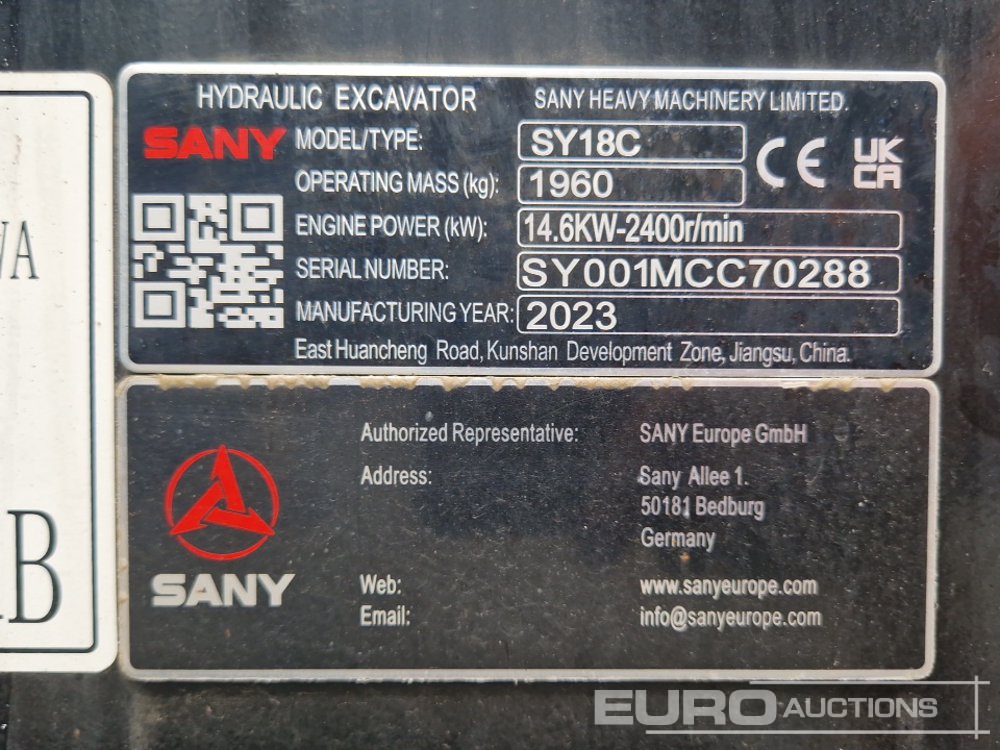 HYDRAULIC EXCAVATOR SANY HEAVY MACHINERY LIMITED.
SANY MODEL/TYPE: SY18C CE UK CA
OPERATING MASS (kg): 1960
ENGINE POWER (kW): 14.6KW-2400r/min
SERIAL NUMBER: SY001MCC70288
MANUFACTURING YEAR: 2023
East Huancheng Road, Kunshan Development Zone, Jiangsu, China.
Authorized Representative: SANY Europe GmbH
Address: Sany Allee 1.
50181 Bedburg
Germany
SANY
Web: www.sanyeurope.com
Email: info@sanyeurope.com
EURO AUCTIONS